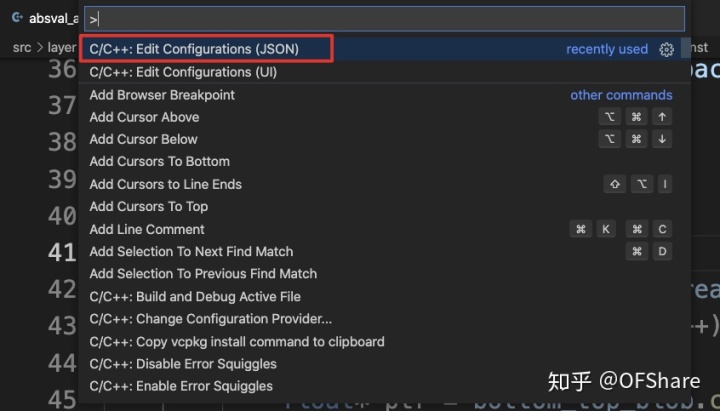 absval_a
>
src > layer
C/C++: Edit Configurations (JSON) recently used
C/C++: Edit Configurations (UI)
Add Browser Breakpoint other commands
Add Cursor Above ⌥ ⌘ ↑
Add Cursor Below ⌥ ⌘ ↓
Add Cursors To Bottom
Add Cursors to Line Ends ⇧ ⌥ I
Add Cursors To Top
Add Line Comment ⌘ K ⌘ C
Add Selection To Next Find Match ⌘ D
Add Selection To Previous Find Match
C/C++: Build and Debug Active File
C/C++: Change Configuration Provider...
C/C++: Copy vcpkg install command to clipboard
C/C++: Disable Error Squiggles
C/C++: Enable Error Squiggles
36
37
38
39
40
41
42
43
44
45
知乎 @OFShare